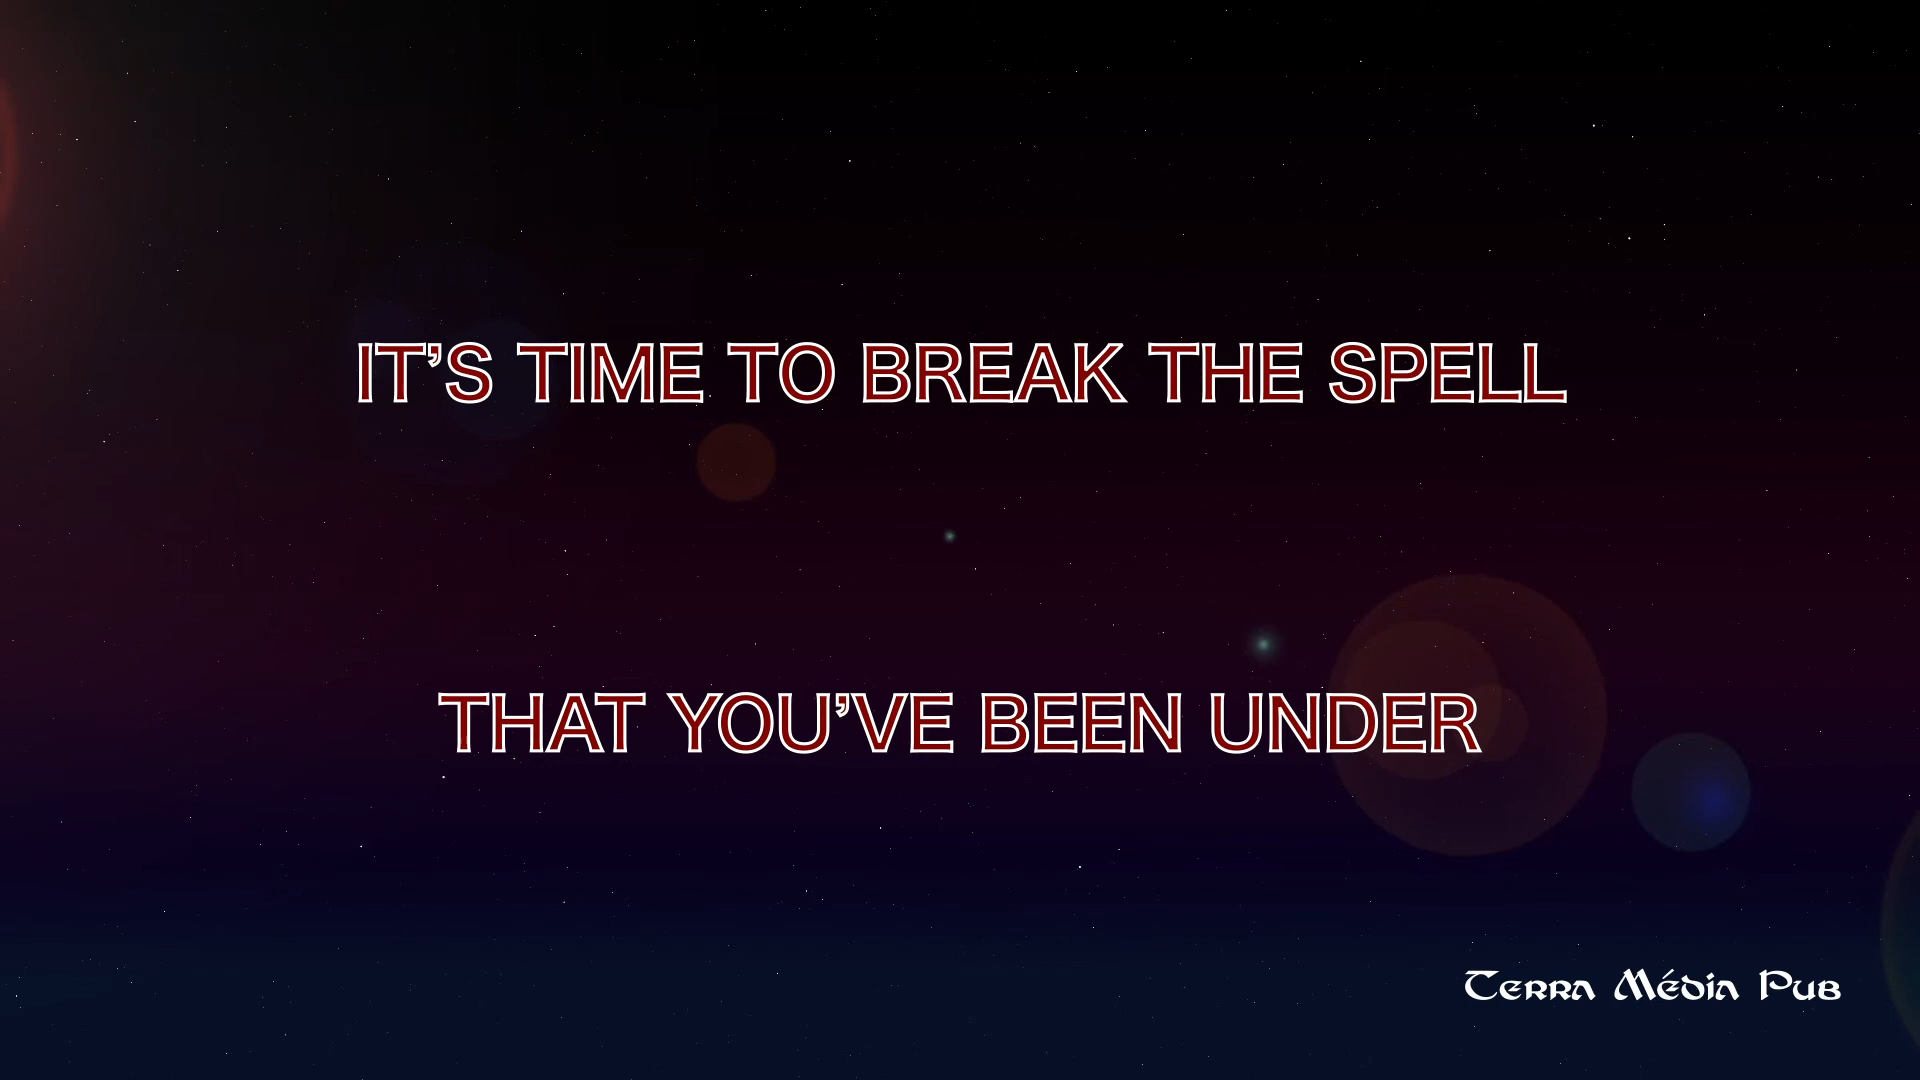 IT’S TIME TO BREAK THE SPELL
THAT YOU’VE BEEN UNDER
Terra Média Pub